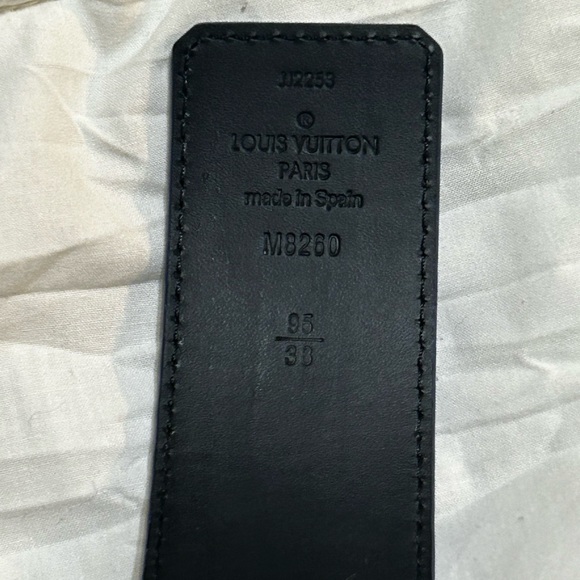 JJ2253
®
LOUIS VUITTON
PARIS
made in Spain
M8260
95
38